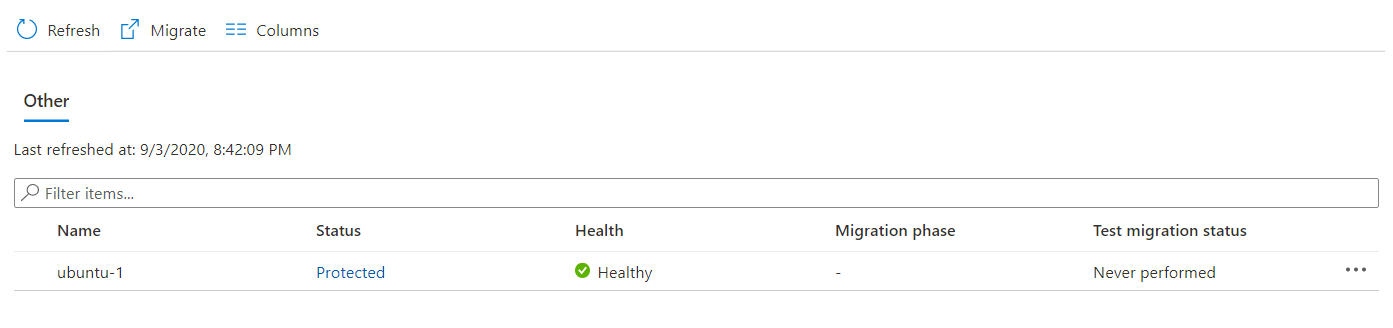 Refresh Migrate Columns
Other
Last refreshed at: 9/3/2020, 8:42:09 PM
Filter items...
Name Status Health Migration phase Test migration status
ubuntu-1 Protected Healthy - Never performed